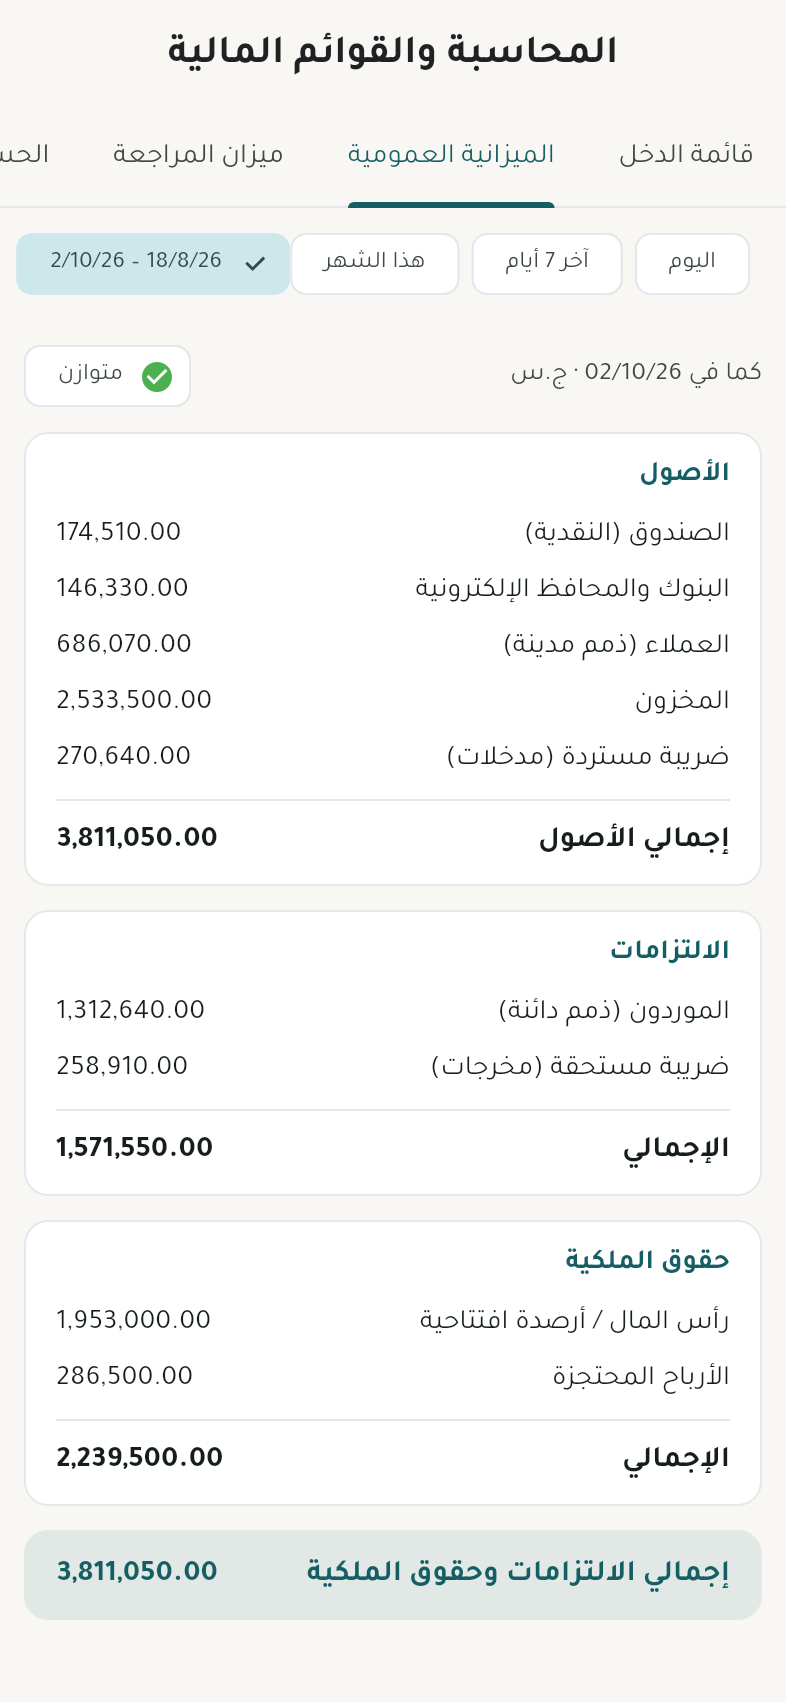 المحاسبة والقوائم المالية
قائمة الدخل الميزانية العمومية ميزان المراجعة الحس
اليوم آخر 7 أيام هذا الشهر 18/8/26 - 2/10/26
كما في 02/10/26 · ج.س متوازن
الأصول
الصندوق (النقدية) 174,510.00
البنوك والمحافظ الإلكترونية 146,330.00
العملاء (ذمم مدينة) 686,070.00
المخزون 2,533,500.00
ضريبة مستردة (مدخلات) 270,640.00
إجمالي الأصول 3,811,050.00
الالتزامات
الموردون (ذمم دائنة) 1,312,640.00
ضريبة مستحقة (مخرجات) 258,910.00
الإجمالي 1,571,550.00
حقوق الملكية
رأس المال / أرصدة افتتاحية 1,953,000.00
الأرباح المحتجزة 286,500.00
الإجمالي 2,239,500.00
إجمالي الالتزامات وحقوق الملكية 3,811,050.00